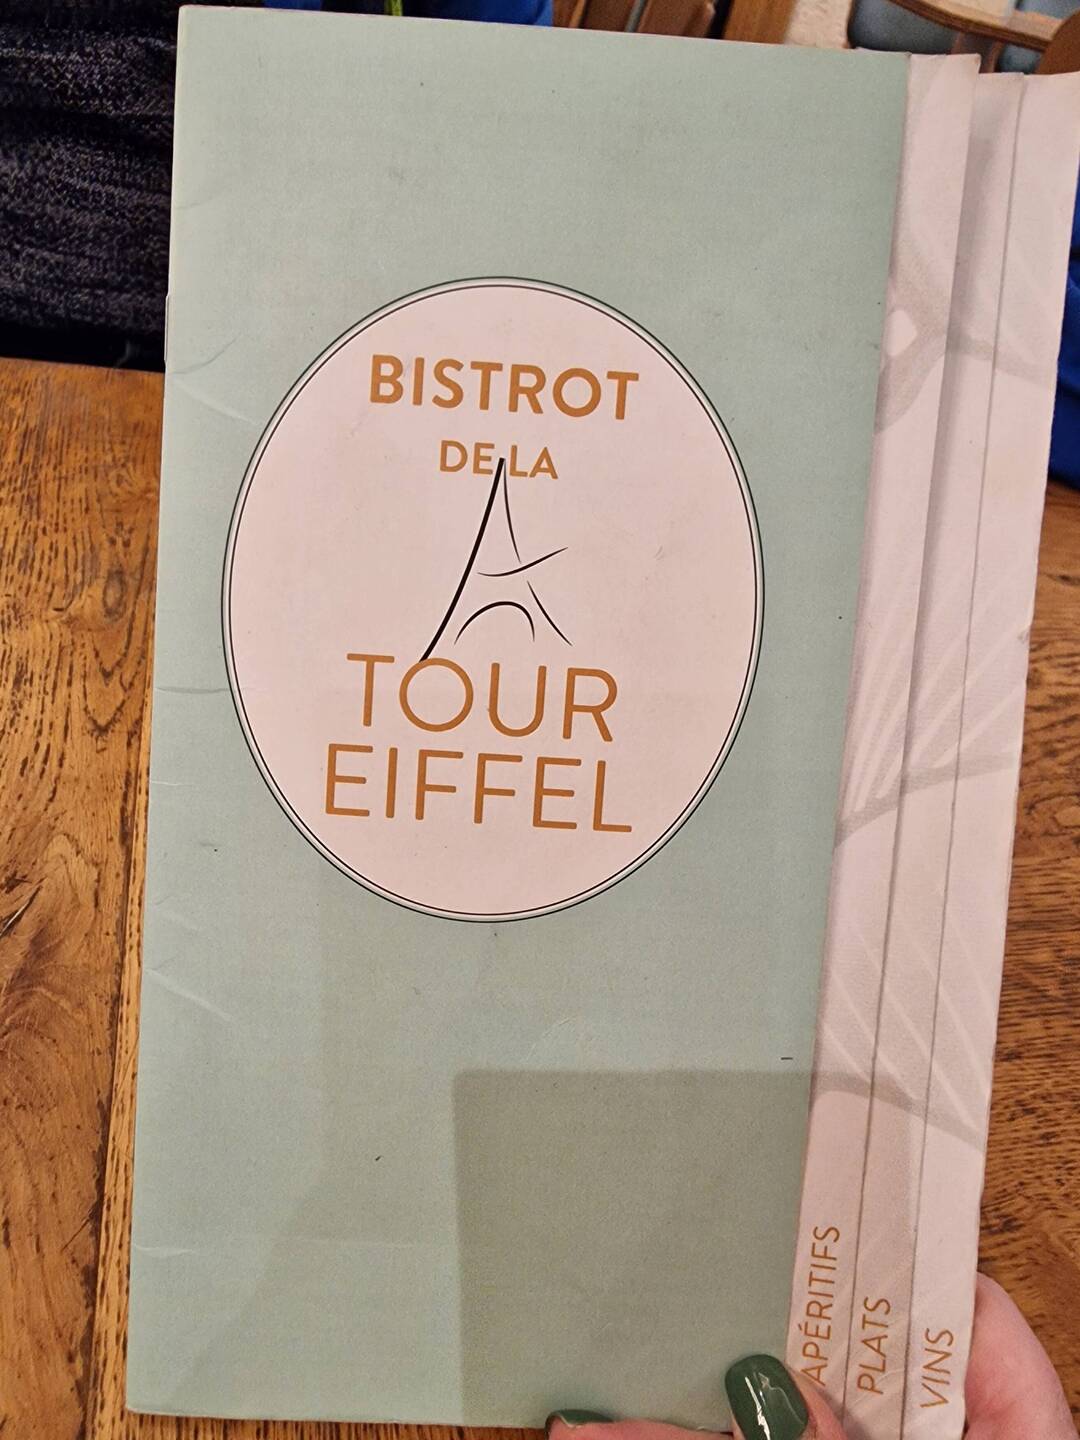 BISTROT
DE LA
TOUR
EIFFEL
APÉRITIFS
PLATS
VINS